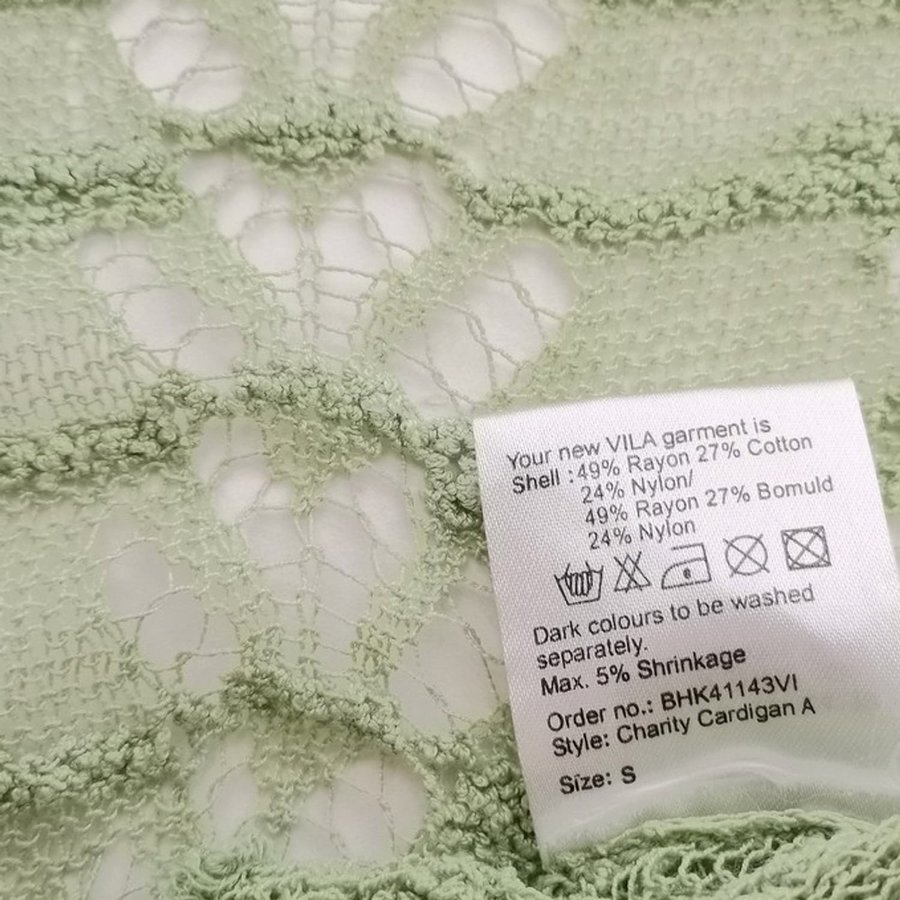 Your new VILA garment is
Shell : 49% Rayon 27% Cotton
24% Nylon/
49% Rayon 27% Bomuld
24% Nylon
Dark colours to be washed
separately.
Max. 5% Shrinkage
Order no.: BHK41143VI
Style: Charity Cardigan A
Size: S